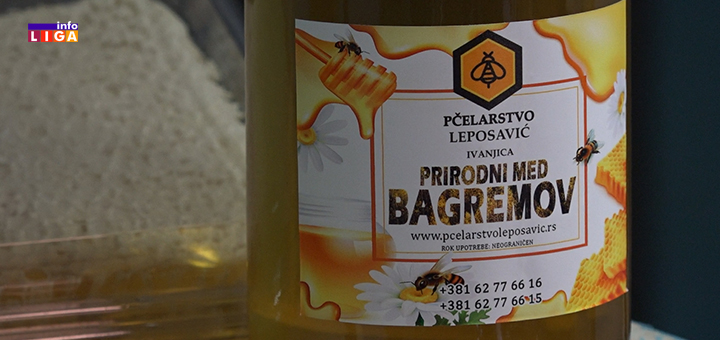 info
LIGA
PČELARSTVO
LEPOSAVIĆ
IVANJICA
PRIRODNI MED
BAGREMOV
www.pcelarstvoleposavic.rs
ROK UPOTREBE: NEOGRANIČEN
+381 62 77 66 16
+381 62 77 66 15